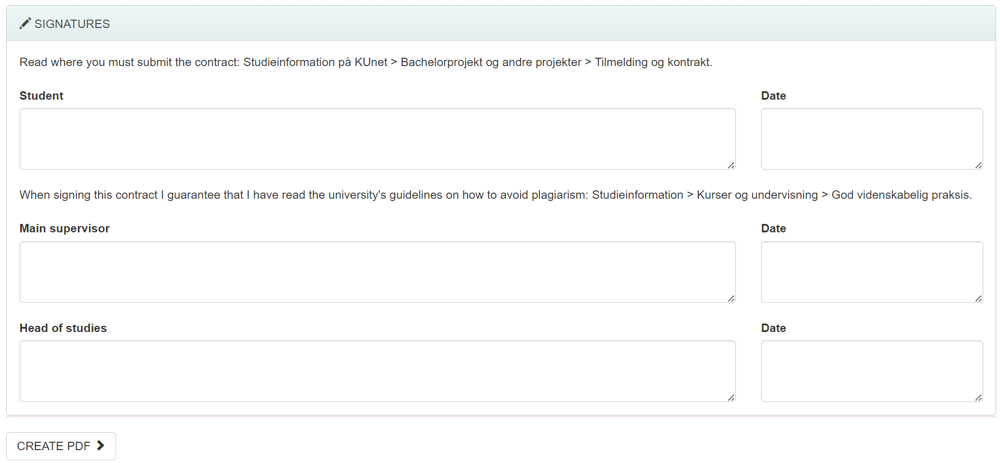 SIGNATURES
Read where you must submit the contract: Studieinformation på KUnet > Bachelorprojekt og andre projekter > Tilmelding og kontrakt.
Student
Date
When signing this contract I guarantee that I have read the university's guidelines on how to avoid plagiarism: Studieinformation > Kurser og undervisning > God videnskabelig praksis.
Main supervisor
Date
Head of studies
Date
CREATE PDF